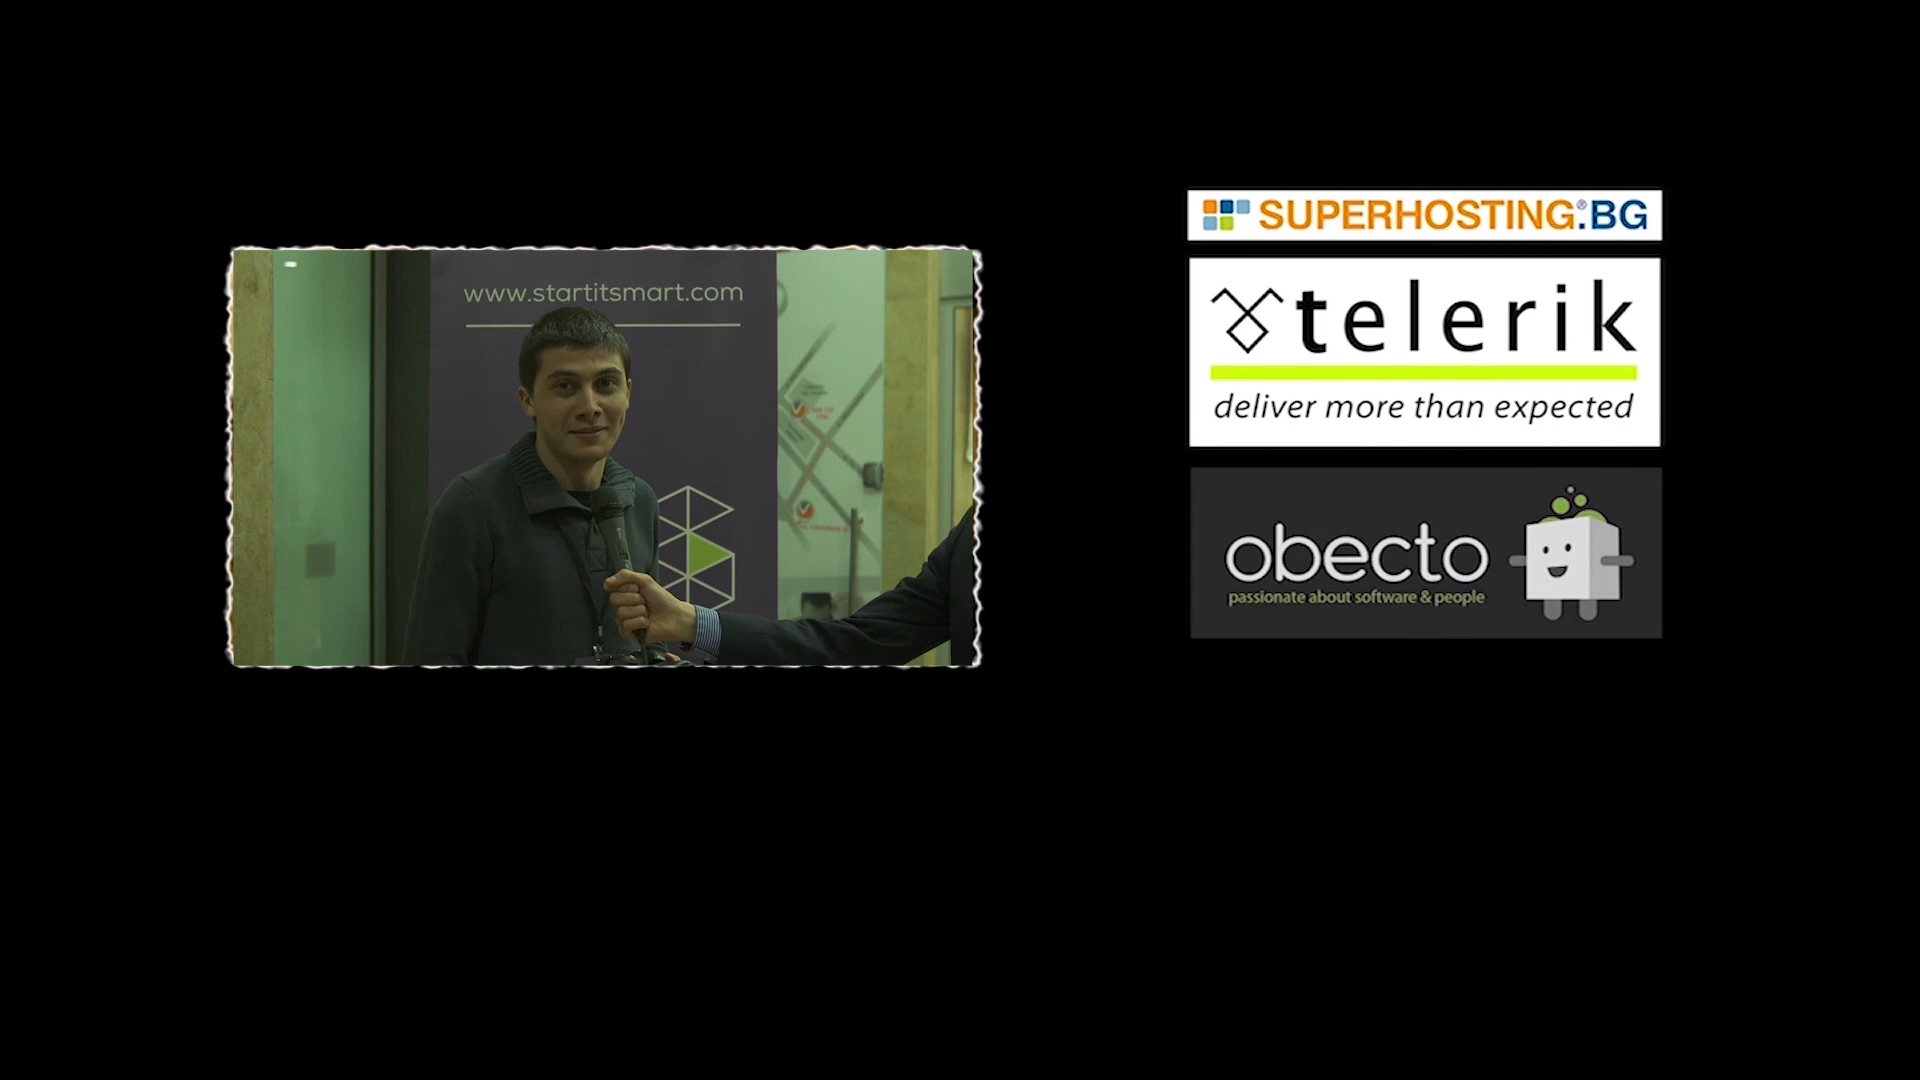 www.startitsmart.com
SUPERHOSTING.BG
telerik
deliver more than expected
obecto
passionate about software & people